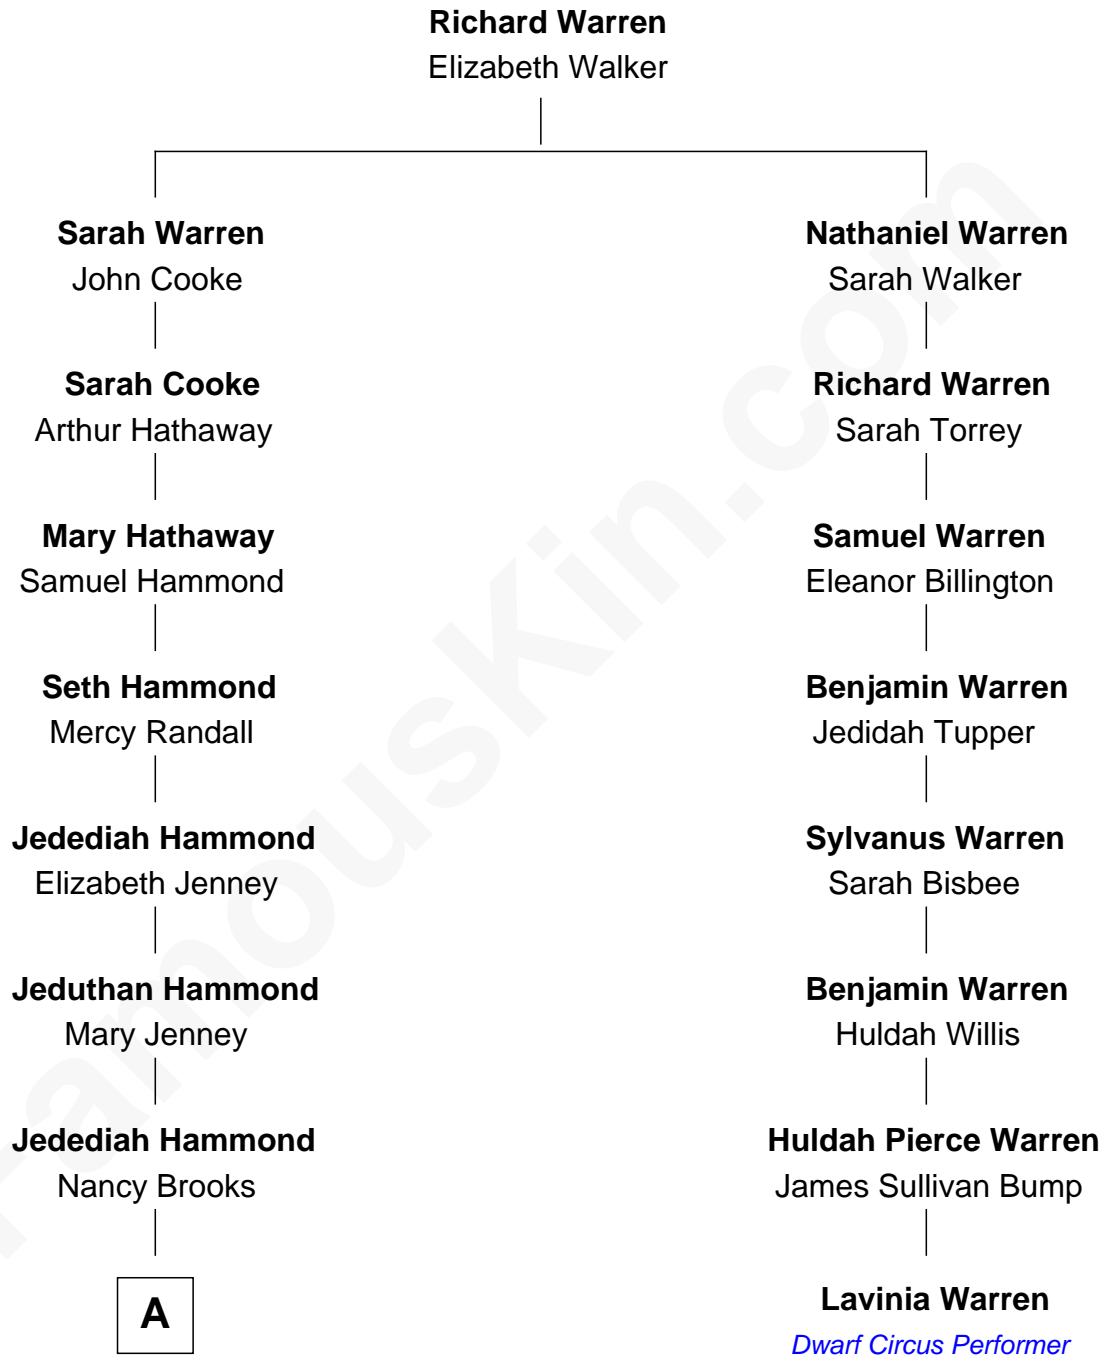 Richard Warren
Elizabeth Walker
Sarah Warren
John Cooke
Nathaniel Warren
Sarah Walker
Sarah Cooke
Arthur Hathaway
Richard Warren
Sarah Torrey
Mary Hathaway
Samuel Hammond
Samuel Warren
Eleanor Billington
Seth Hammond
Mercy Randall
Benjamin Warren
Jedidah Tupper
Jedediah Hammond
Elizabeth Jenney
Sylvanus Warren
Sarah Bisbee
Jeduthan Hammond
Mary Jenney
Benjamin Warren
Huldah Willis
Jedediah Hammond
Nancy Brooks
Huldah Pierce Warren
James Sullivan Bump
A
Lavinia Warren
Dwarf Circus Performer
FamousKin.com